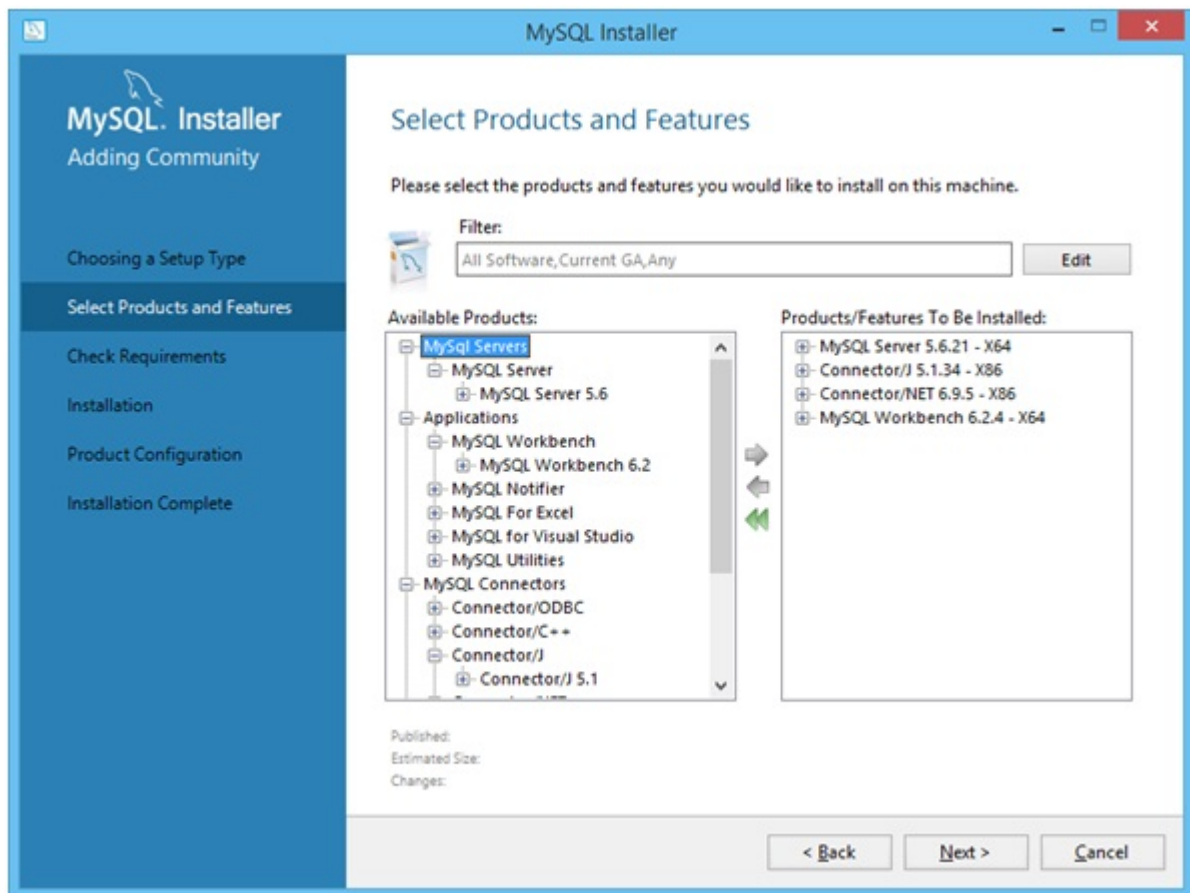 MySQL Installer
MySQL. Installer
Adding Community
Choosing a Setup Type
Select Products and Features
Check Requirements
Installation
Product Configuration
Installation Complete
Select Products and Features
Please select the products and features you would like to install on this machine.
Filter:
All Software,Current GA,Any
Edit
Available Products:
MySql Servers
MySQL Server
MySQL Server 5.6
Applications
MySQL Workbench
MySQL Workbench 6.2
MySQL Notifier
MySQL For Excel
MySQL for Visual Studio
MySQL Utilities
MySQL Connectors
Connector/ODBC
Connector/C++
Connector/J
Connector/J 5.1
Products/Features To Be Installed:
MySQL Server 5.6.21 - X64
Connector/J 5.1.34 - X86
Connector/NET 6.9.5 - X86
MySQL Workbench 6.2.4 - X64
Published:
Estimated Size:
Changes:
< Back
Next >
Cancel